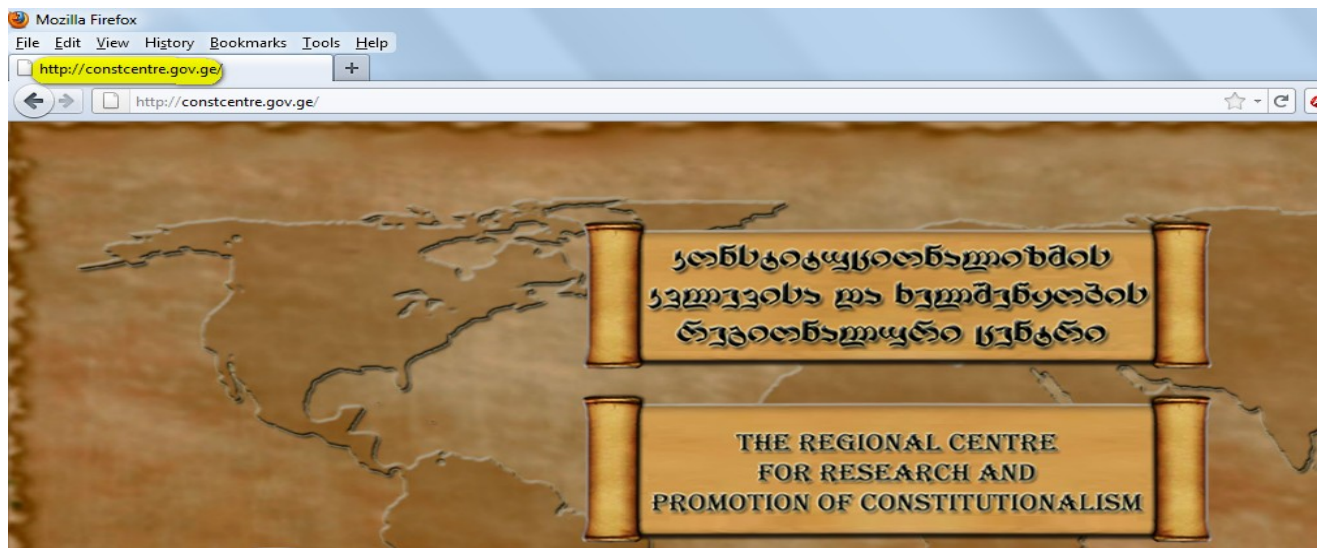 Mozilla Firefox
File Edit View History Bookmarks Tools Help
http://constcentre.gov.ge/ +
http://constcentre.gov.ge/
კონსტიტუციონალიზმის
კვლევისა და ხელშეწყობის
რეგიონალური ცენტრი
THE REGIONAL CENTRE
FOR RESEARCH AND
PROMOTION OF CONSTITUTIONALISM